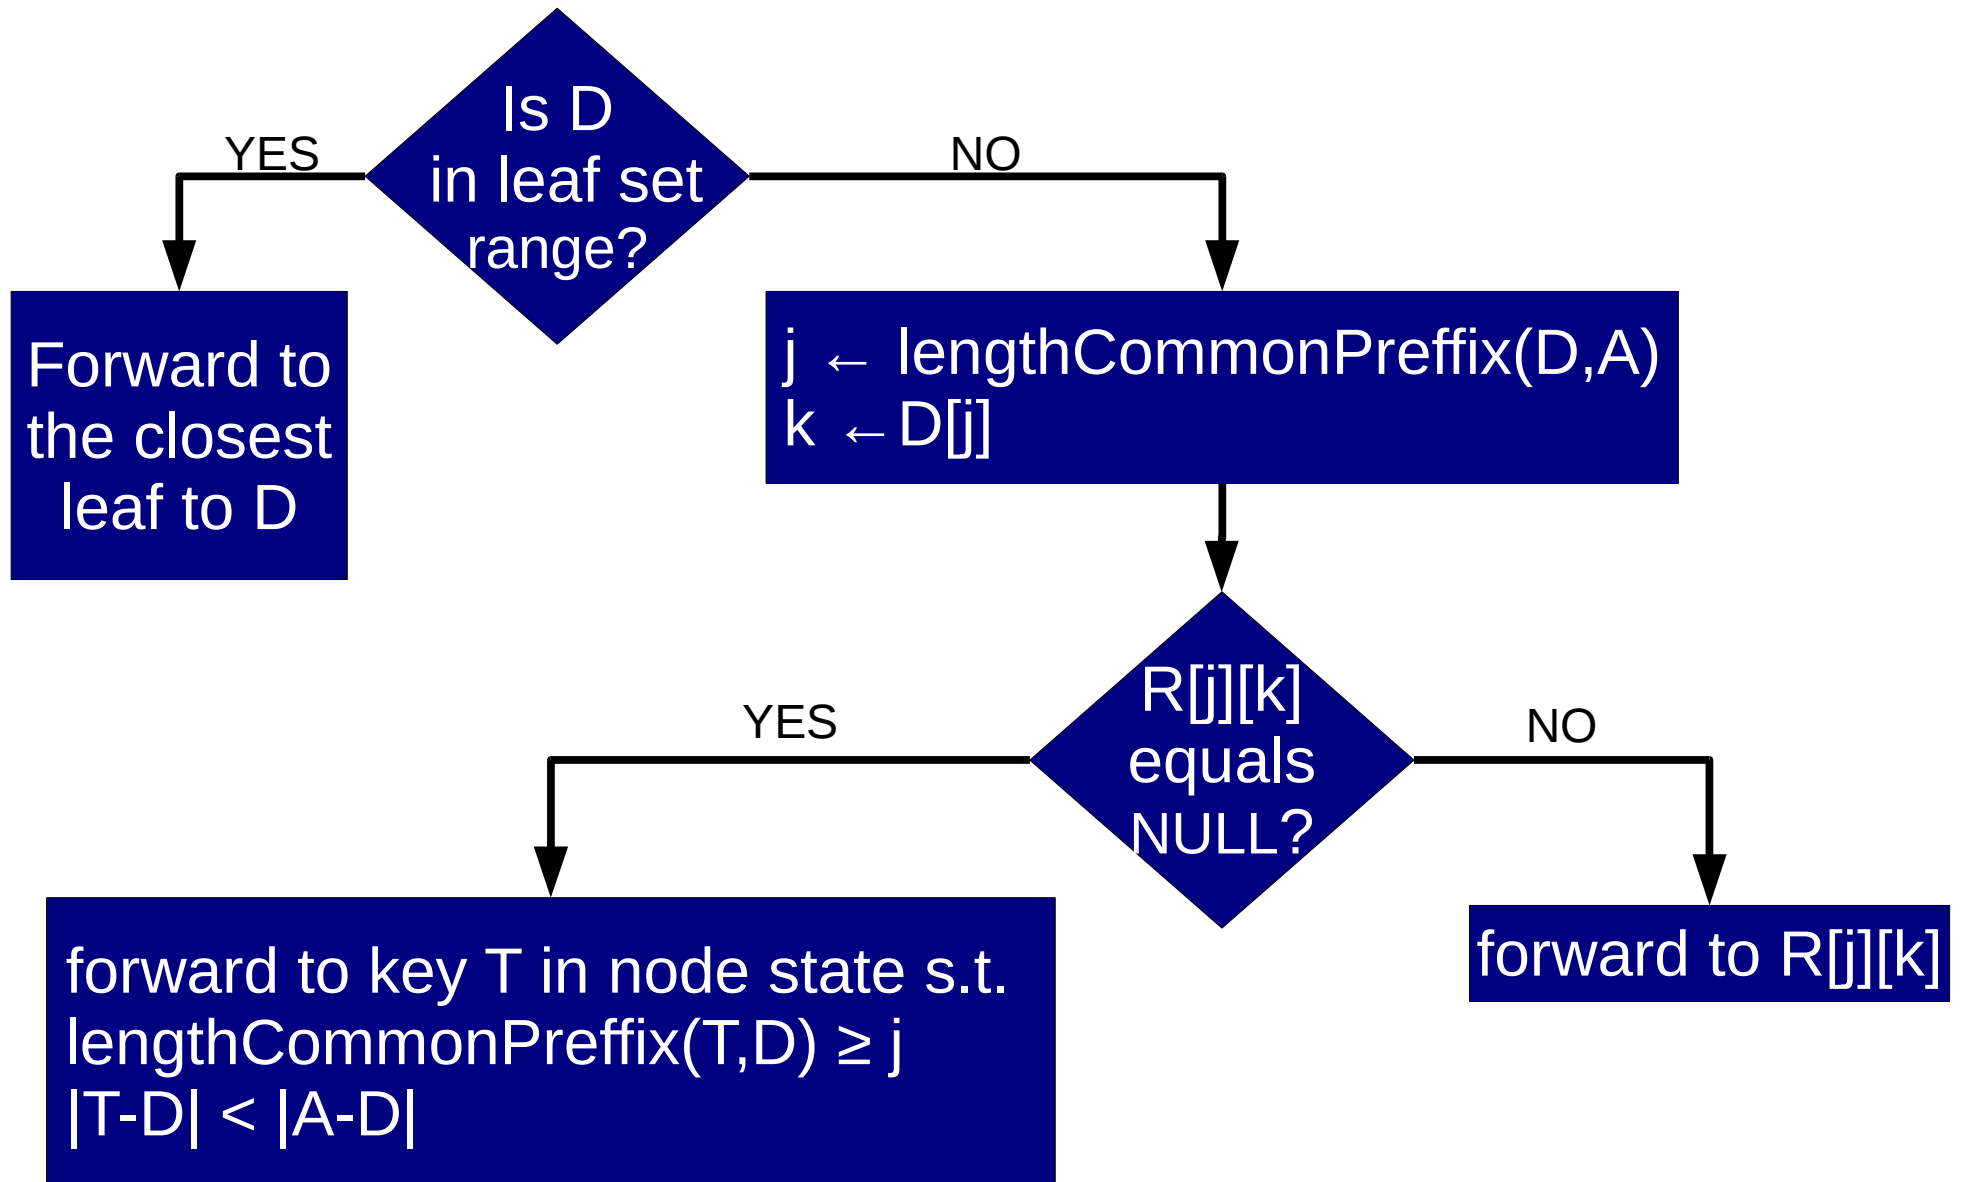 Is D
in leaf set
range?
YES
NO
Forward to
the closest
leaf to D
j ← lengthCommonPreffix(D,A)
k ←D[j]
R[j][k]
equals
NULL?
YES
NO
forward to key T in node state s.t.
lengthCommonPreffix(T,D) ≥ j
|T-D| < |A-D|
forward to R[j][k]